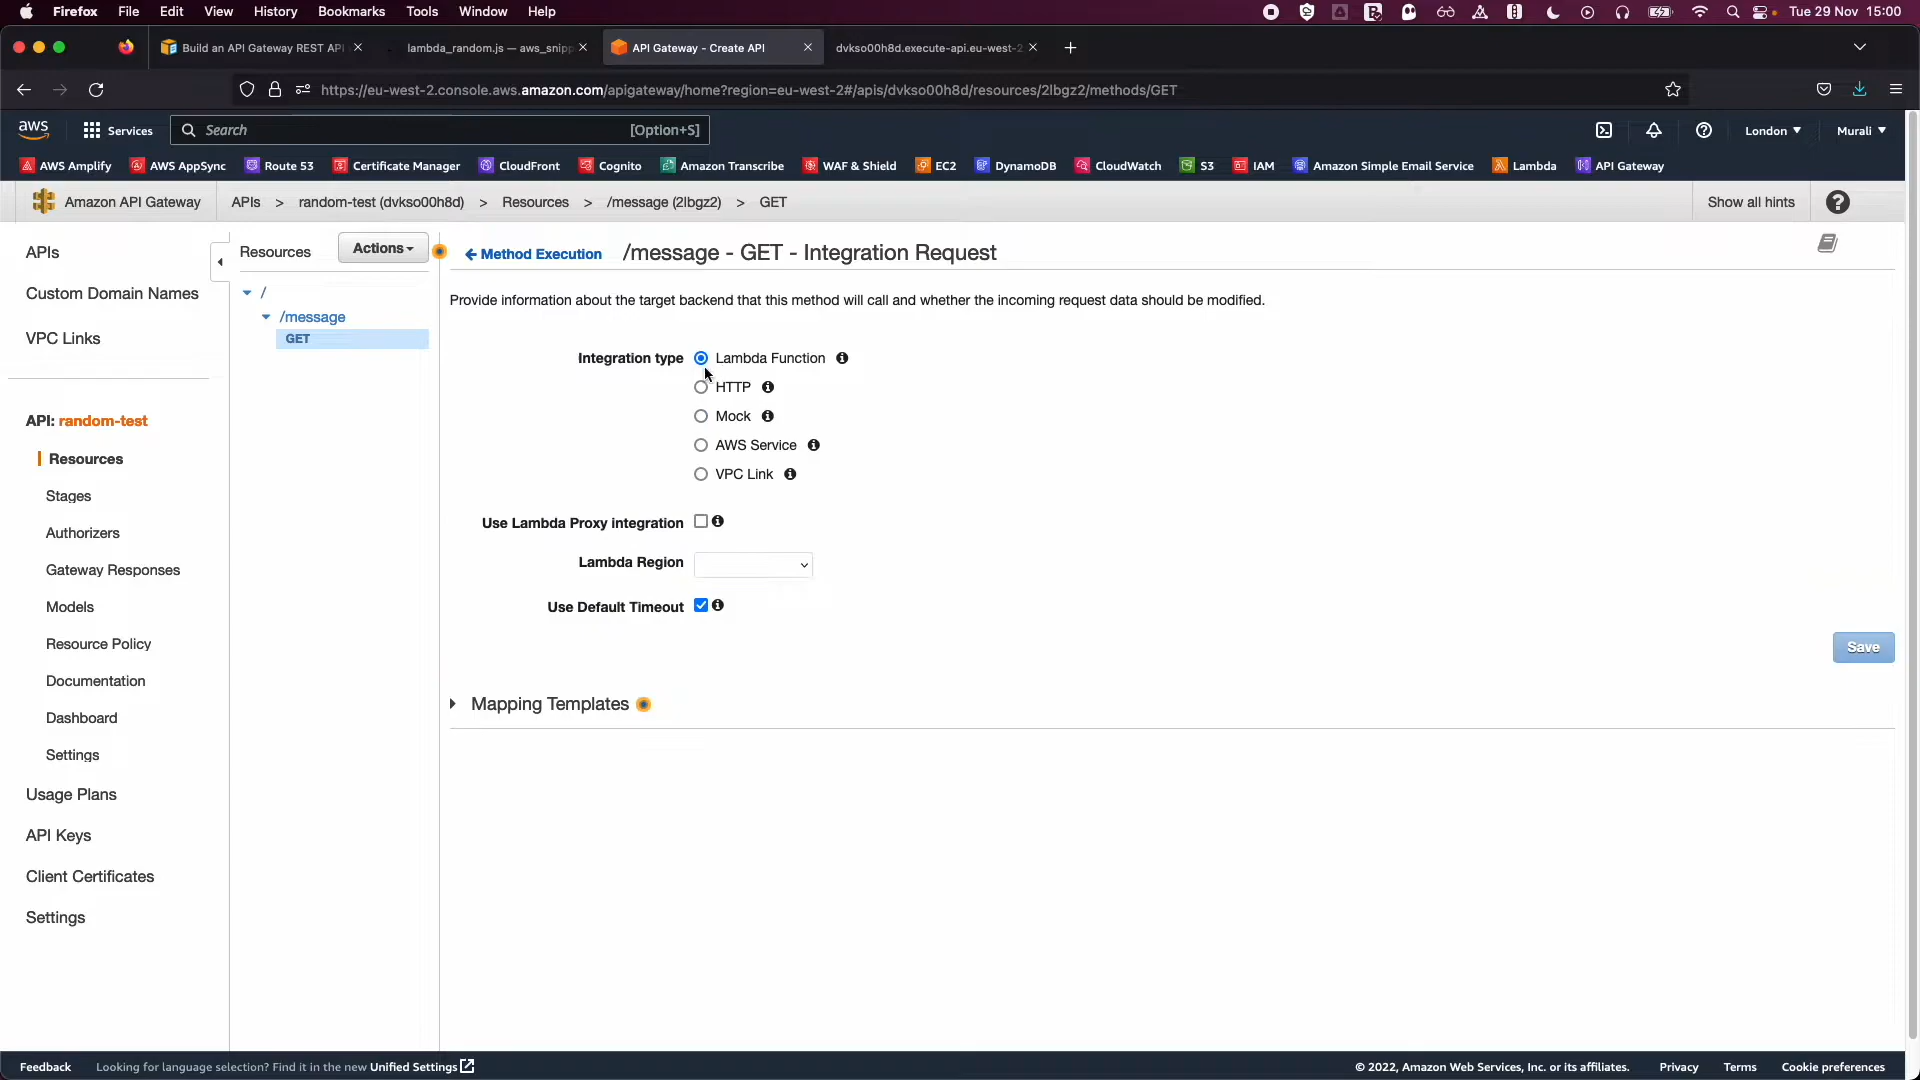 Firefox File Edit View History Bookmarks Tools Window Help Tue 29 Nov 15:00
Build an API Gateway REST API lambda_random.js — aws_snipp API Gateway - Create API dvkso00h8d.execute-api.eu-west-2
https://eu-west-2.console.aws.amazon.com/apigateway/home?region=eu-west-2#/apis/dvkso00h8d/resources/2lbgz2/methods/GET
aws Services Search [Option+S] London Murali
AWS Amplify AWS AppSync Route 53 Certificate Manager CloudFront Cognito Amazon Transcribe WAF & Shield EC2 DynamoDB CloudWatch S3 IAM Amazon Simple Email Service Lambda API Gateway
Amazon API Gateway APIs > random-test (dvkso00h8d) > Resources > /message (2lbgz2) > GET Show all hints
APIs
Custom Domain Names
VPC Links
API: random-test
Resources
Stages
Authorizers
Gateway Responses
Models
Resource Policy
Documentation
Dashboard
Settings
Usage Plans
API Keys
Client Certificates
Settings
Resources Actions
/
/message
GET
Method Execution /message - GET - Integration Request
Provide information about the target backend that this method will call and whether the incoming request data should be modified.
Integration type Lambda Function
HTTP
Mock
AWS Service
VPC Link
Use Lambda Proxy integration
Lambda Region
Use Default Timeout
Save
Mapping Templates
Feedback Looking for language selection? Find it in the new Unified Settings © 2022, Amazon Web Services, Inc. or its affiliates. Privacy Terms Cookie preferences